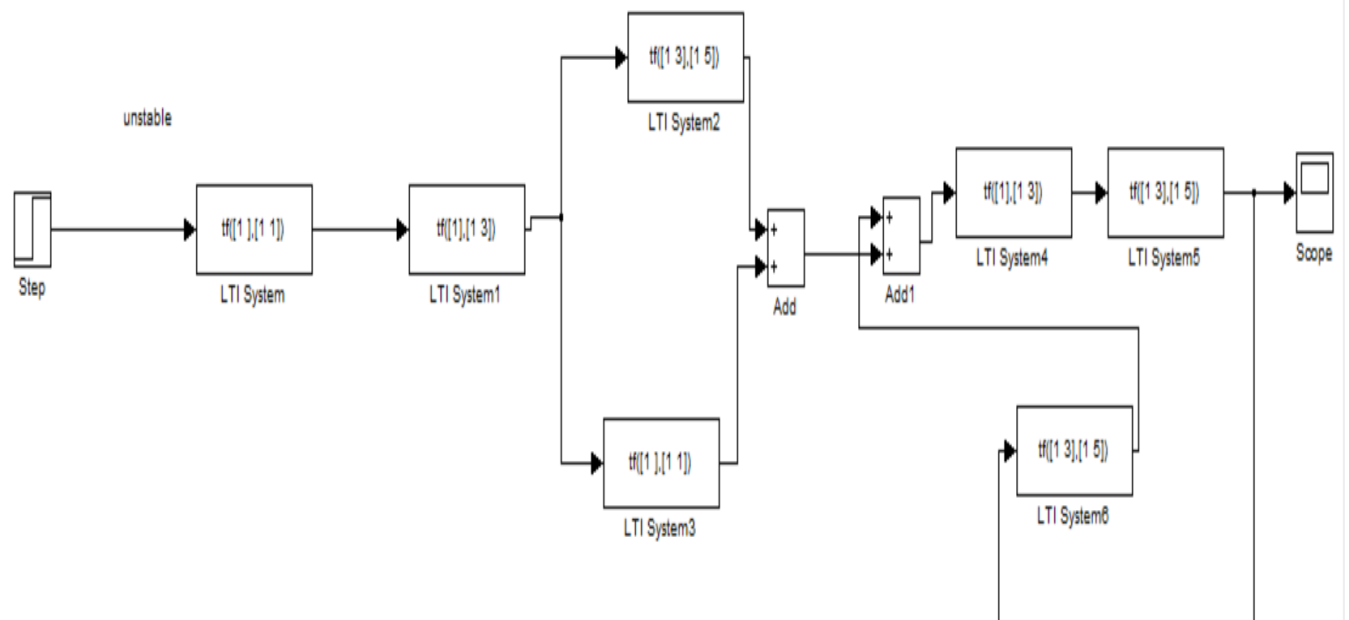 tf([1 3],[1 5])
LTI System2
unstable
Step
tf([1 ],[1 1])
LTI System
tf([1],[1 3])
LTI System1
+
+
Add
+
+
Add1
tf([1],[1 3])
LTI System4
tf([1 3],[1 5])
LTI System5
Scope
tf([1 ],[1 1])
LTI System3
tf([1 3],[1 5])
LTI System6